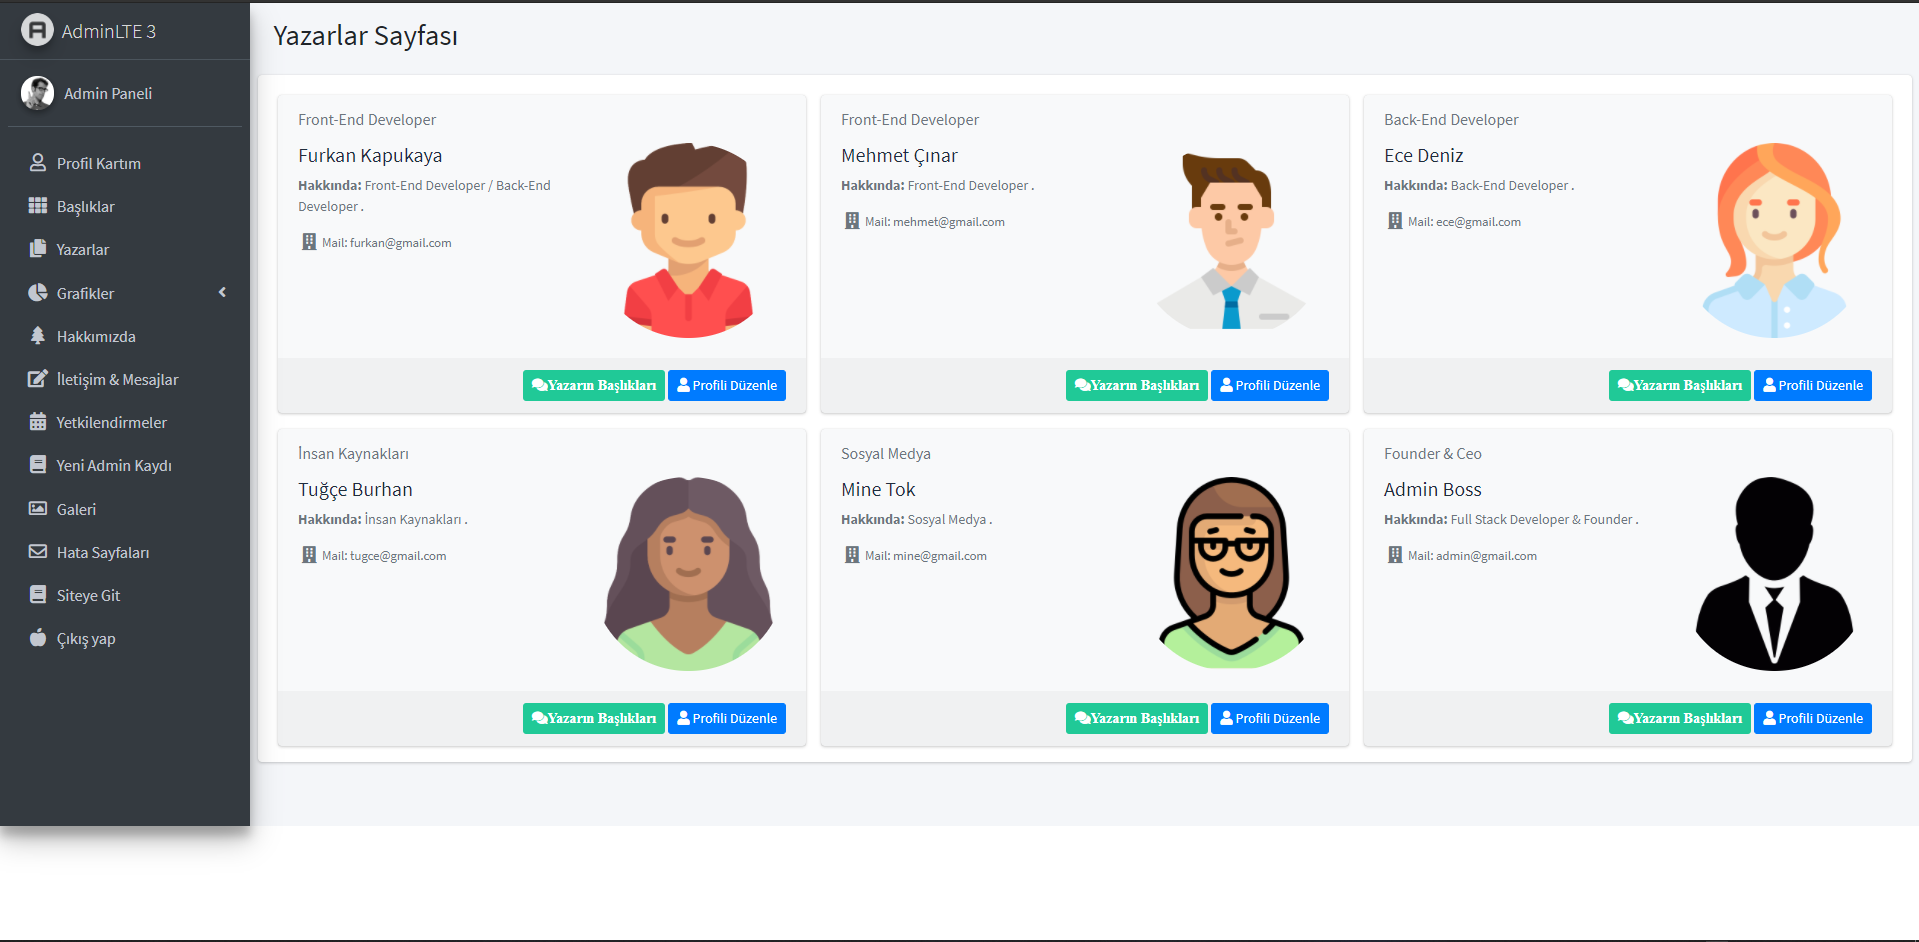 AdminLTE 3
Admin Paneli
Profil Kartım
Başlıklar
Yazarlar
Grafikler
Hakkımızda
İletişim & Mesajlar
Yetkilendirmeler
Yeni Admin Kaydı
Galeri
Hata Sayfaları
Siteye Git
Çıkış yap
Yazarlar Sayfası
Front-End Developer
Furkan Kapukaya
Hakkında: Front-End Developer / Back-End
Developer .
Mail: furkan@gmail.com
Yazarın Başlıkları Profili Düzenle
Front-End Developer
Mehmet Çınar
Hakkında: Front-End Developer .
Mail: mehmet@gmail.com
Yazarın Başlıkları Profili Düzenle
Back-End Developer
Ece Deniz
Hakkında: Back-End Developer .
Mail: ece@gmail.com
Yazarın Başlıkları Profili Düzenle
İnsan Kaynakları
Tuğçe Burhan
Hakkında: İnsan Kaynakları .
Mail: tugce@gmail.com
Yazarın Başlıkları Profili Düzenle
Sosyal Medya
Mine Tok
Hakkında: Sosyal Medya .
Mail: mine@gmail.com
Yazarın Başlıkları Profili Düzenle
Founder & Ceo
Admin Boss
Hakkında: Full Stack Developer & Founder .
Mail: admin@gmail.com
Yazarın Başlıkları Profili Düzenle